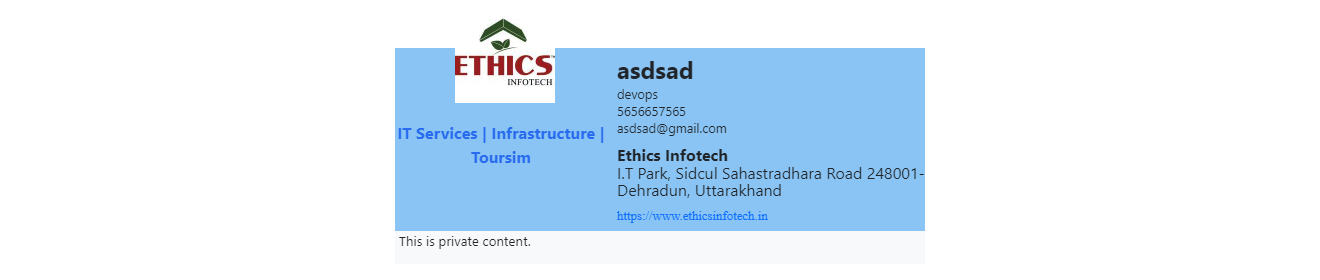 ETHICS
INFOTECH
IT Services | Infrastructure |
Toursim
asdsad
devops
5656657565
asdsad@gmail.com
Ethics Infotech
I.T Park, Sidcul Sahastradhara Road 248001-
Dehradun, Uttarakhand
https://www.ethicsinfotech.in
This is private content.